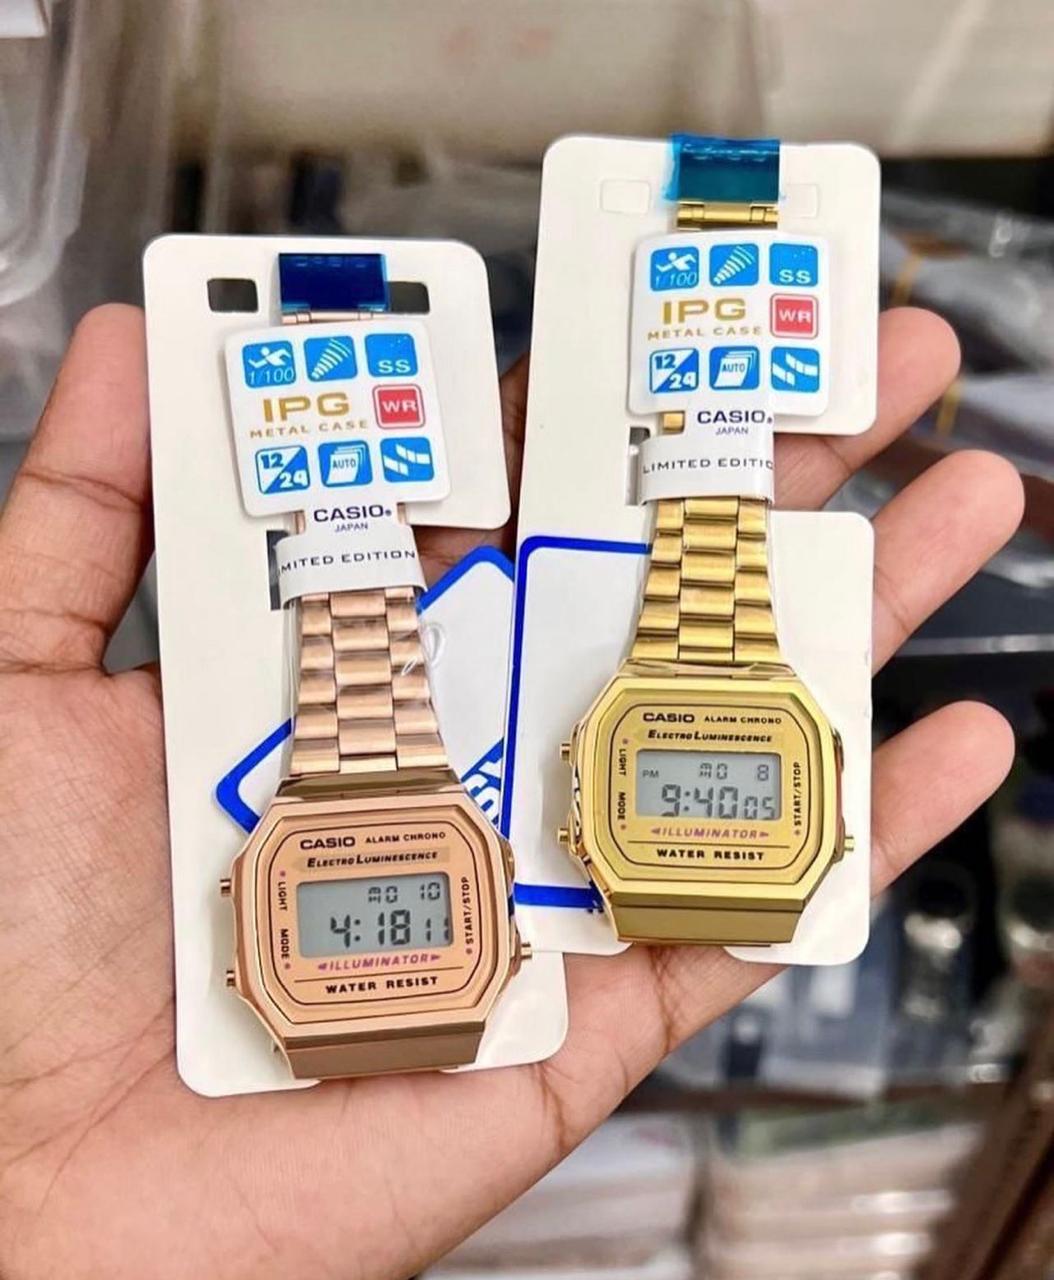 1/100
SS
IPG
WR
METAL CASE
12/24
AUTO
CASIO
JAPAN
MITED EDITION
CASIO
ALARM CHRONO
ELECTRO LUMINESCENCE
LIGHT
MO 10
4:18 11
MODE
START/STOP
ILLUMINATOR
WATER RESIST
1/100
SS
IPG
WR
METAL CASE
12/24
AUTO
CASIO
JAPAN
LIMITED EDITIO
CASIO
ALARM CHRONO
ELECTRO LUMINESCENCE
LIGHT
PM MO 8
9:40 05
MODE
START/STOP
ILLUMINATOR
WATER RESIST